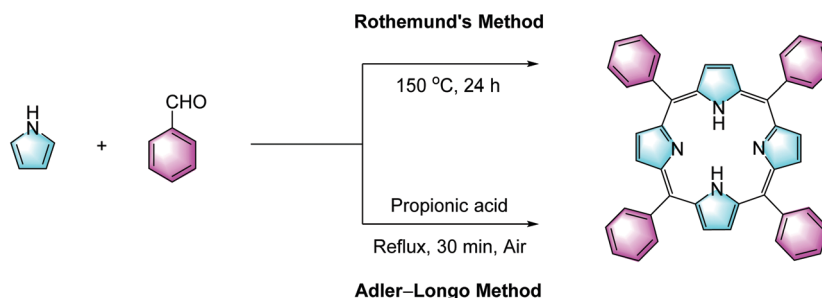 Rothemund's Method
150 °C, 24 h
H
N
+
CHO
Propionic acid
Reflux, 30 min, Air
Adler–Longo Method
N
H
N
N
H
N